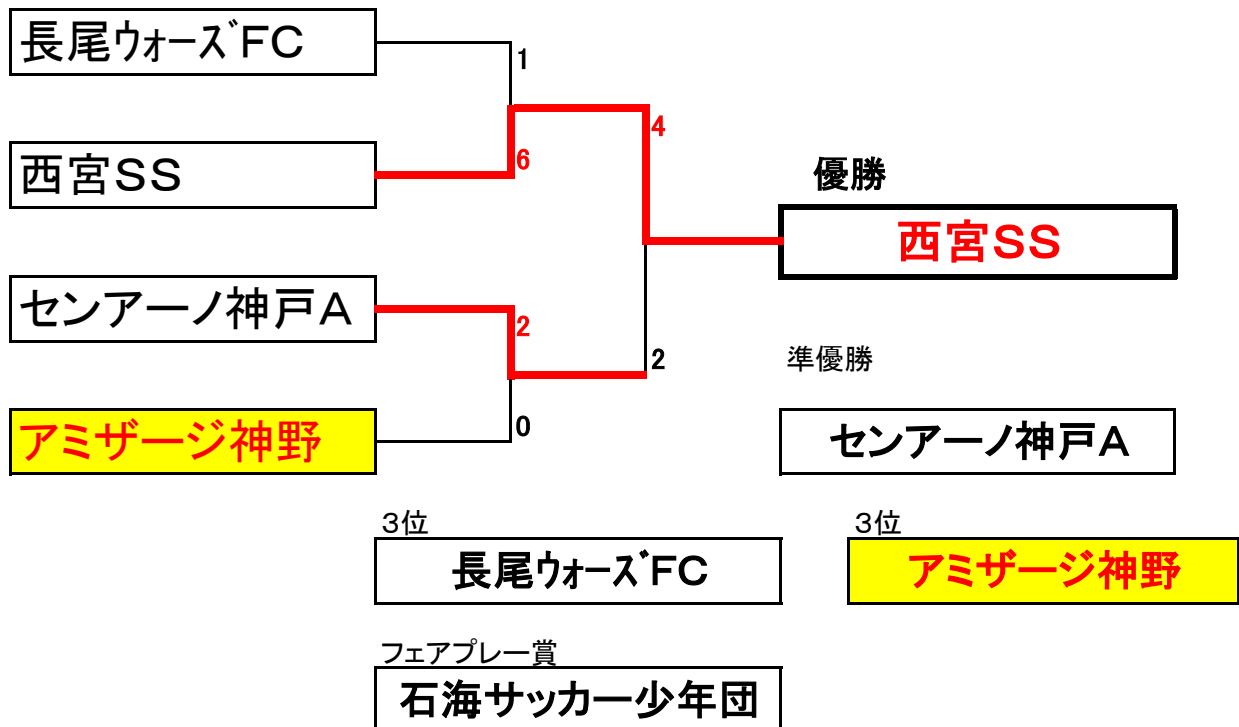 長尾ｳｫｰｽﾞＦＣ
1
4
西宮ＳＳ
6
優勝
西宮ＳＳ
センアーノ神戸Ａ
2
2
準優勝
アミザージ神野
0
センアーノ神戸Ａ
３位
３位
長尾ｳｫｰｽﾞＦＣ
アミザージ神野
フェアプレー賞
石海サッカー少年団